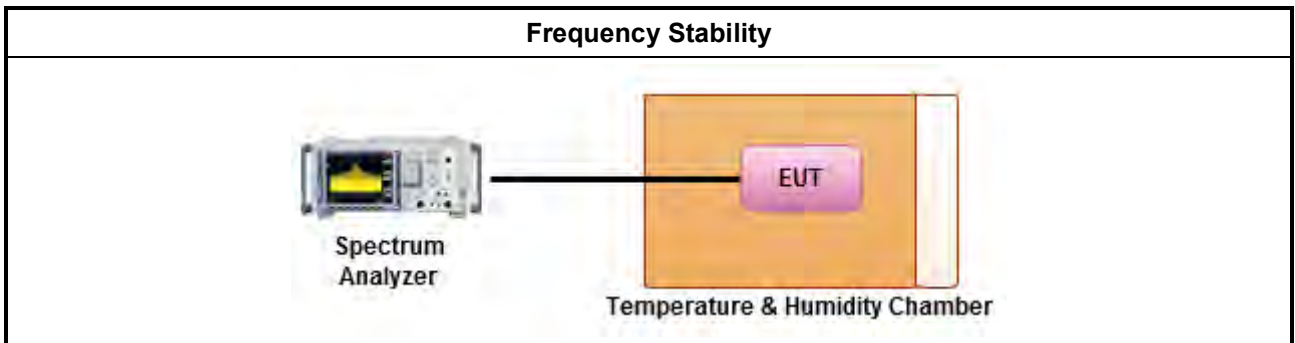 Frequency Stability
EUT
Spectrum
Analyzer
Temperature & Humidity Chamber